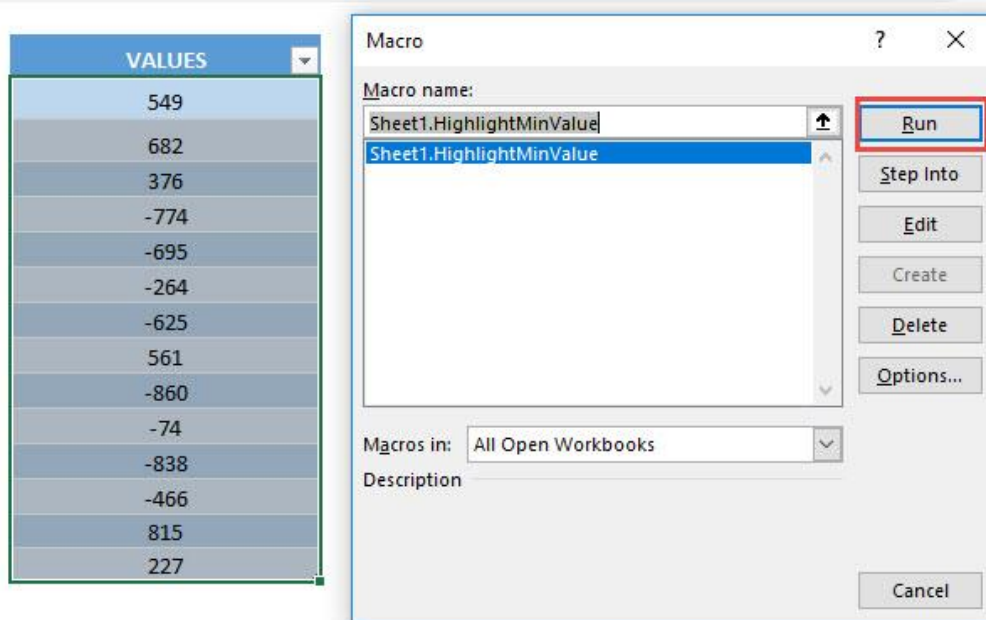 VALUES
549
682
376
-774
-695
-264
-625
561
-860
-74
-838
-466
815
227
Macro
?
Macro name:
Sheet1.HighlightMinValue
Sheet1.HighlightMinValue
Run
Step Into
Edit
Create
Delete
Options...
Macros in: All Open Workbooks
Description
Cancel